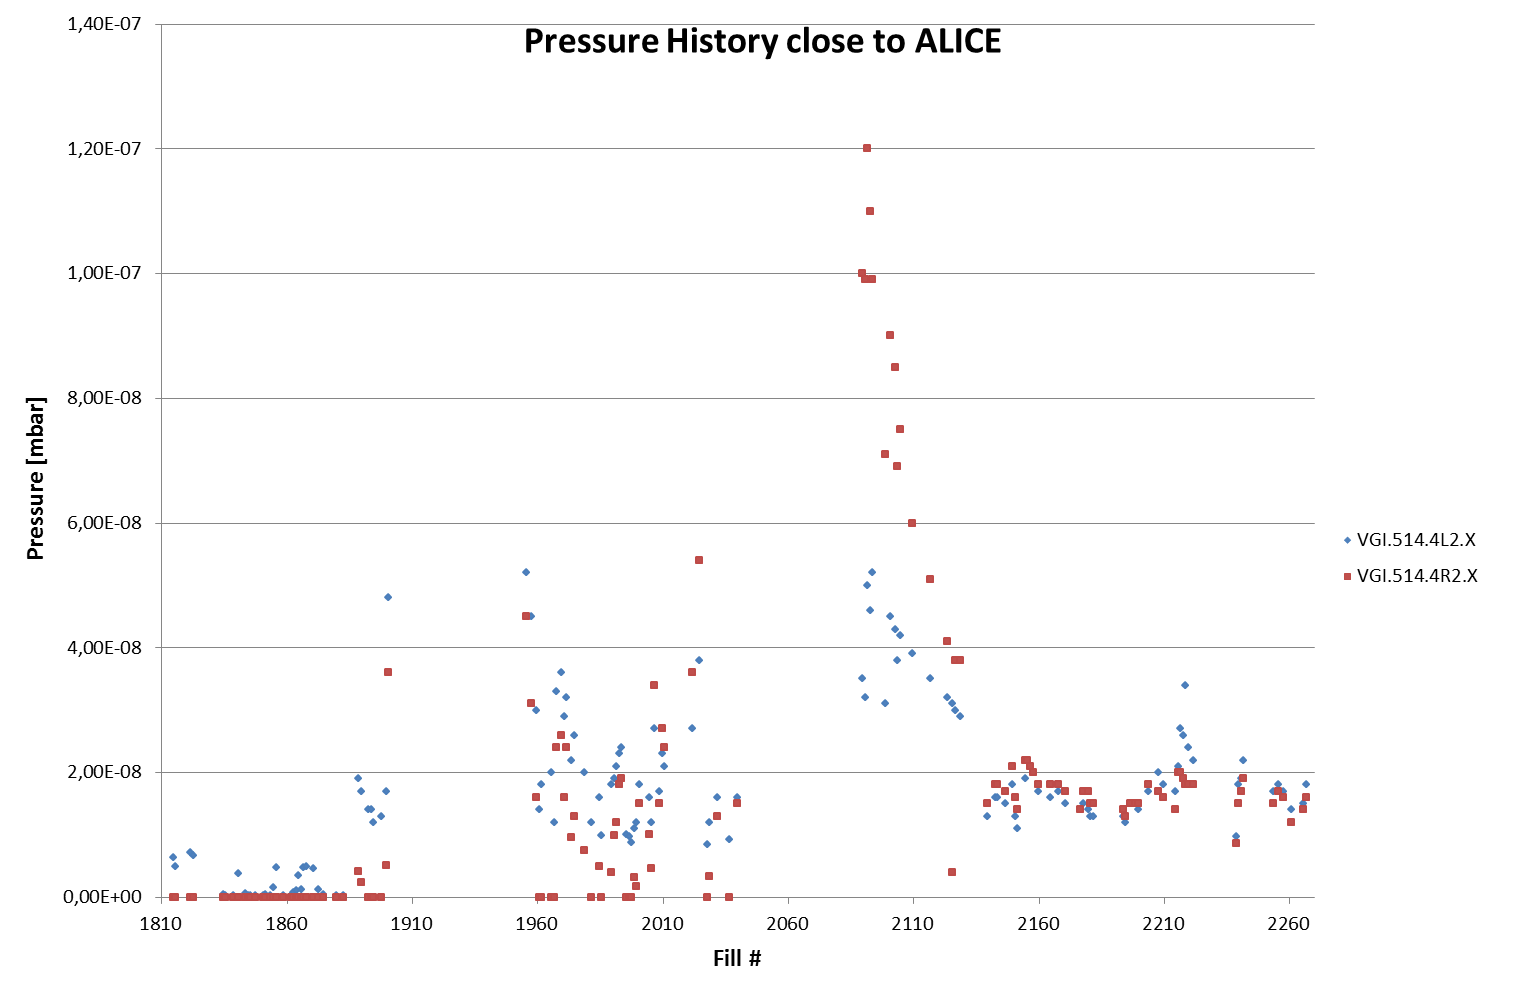 Pressure History close to ALICE
1,40E-07
1,20E-07
1,00E-07
8,00E-08
6,00E-08
4,00E-08
2,00E-08
0,00E+00
Pressure [mbar]
1810 1860 1910 1960 2010 2060 2110 2160 2210 2260
Fill #
VGI.514.4L2.X
VGI.514.4R2.X